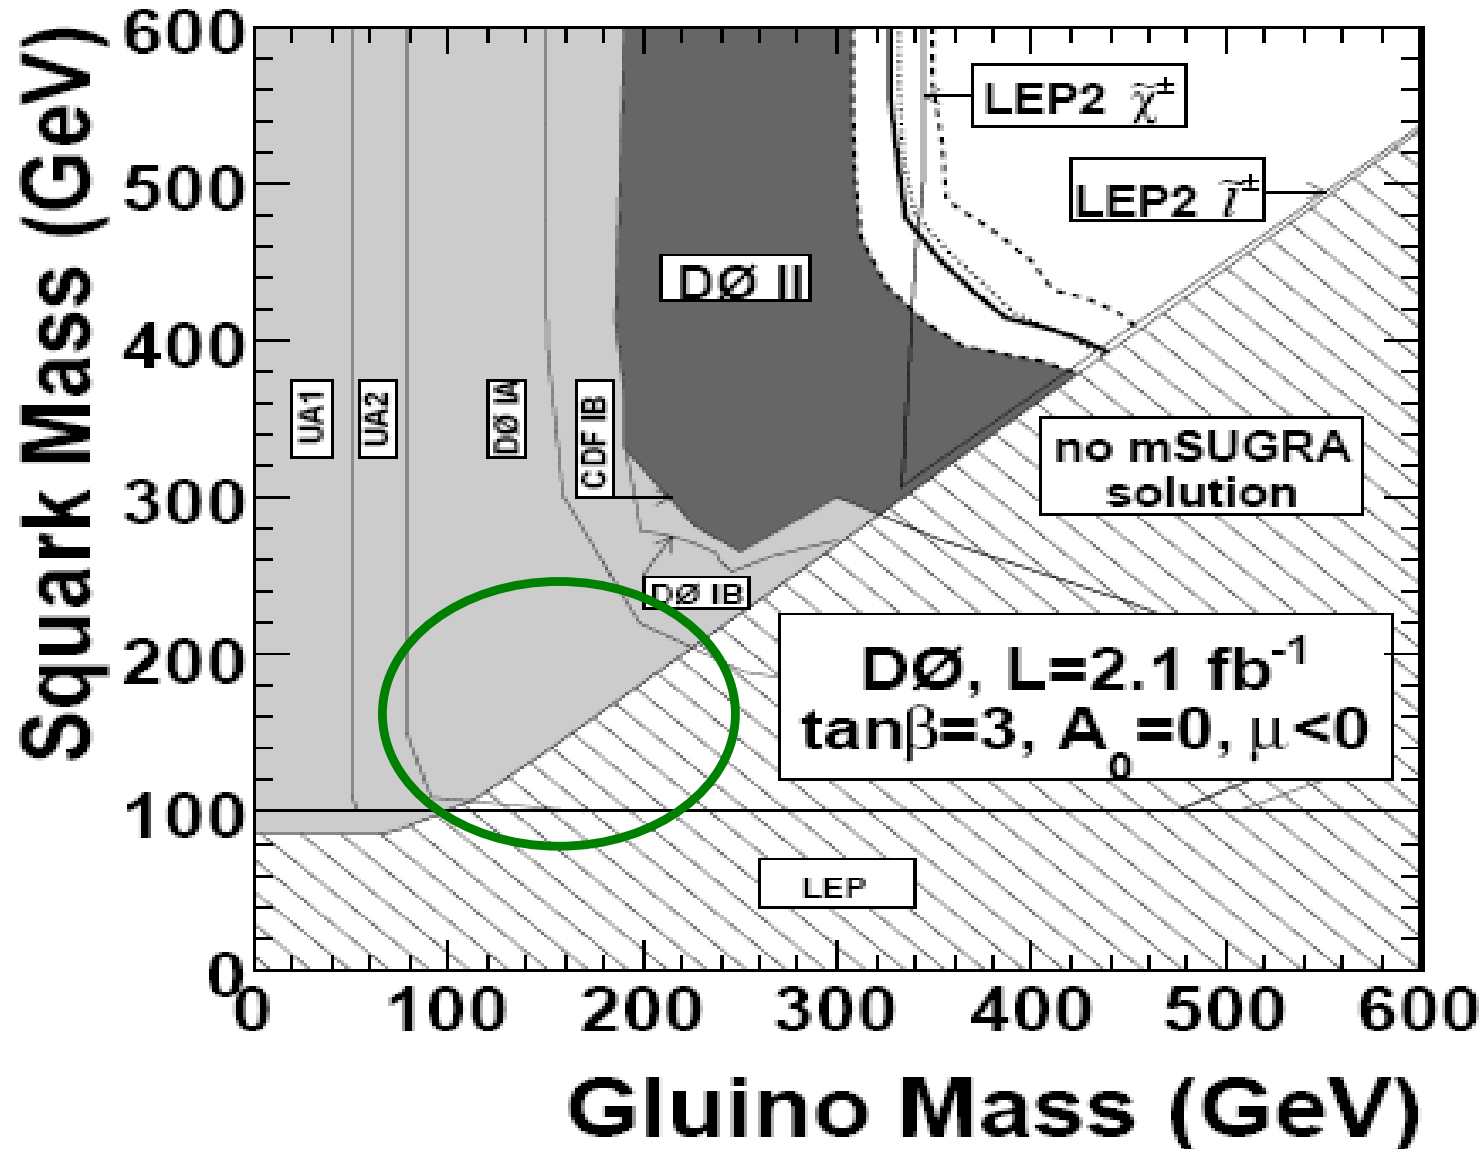 Squark Mass (GeV)
600
500
400
300
200
100
0
UA1
UA2
DØ IA
CDF IB
DØ II
DØ IB
LEP2 χ̃±
LEP2 l̃±
no mSUGRA
solution
DØ, L=2.1 fb-1
tanβ=3, A0=0, μ<0
LEP
0 100 200 300 400 500 600
Gluino Mass (GeV)